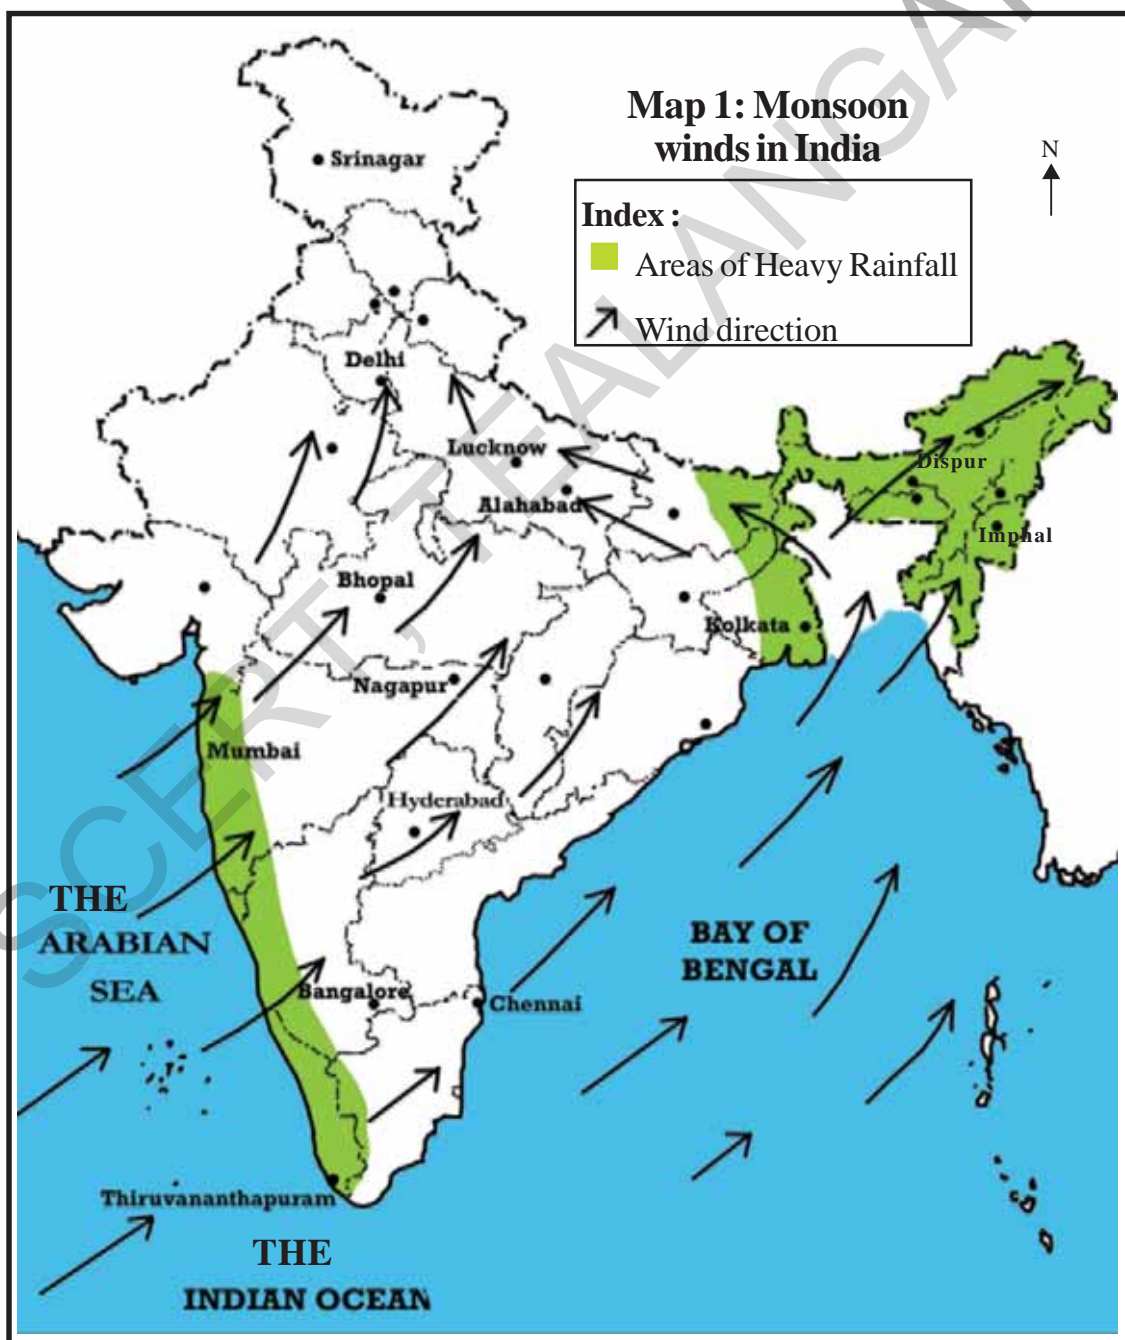 Map 1: Monsoon
winds in India
N
Index :
Areas of Heavy Rainfall
Wind direction
Srinagar
Delhi
Lucknow
Alahabad
Dispur
Imphal
Bhopal
Kolkata
Nagapur
Mumbai
Hyderabad
THE
ARABIAN
SEA
BAY OF
BENGAL
Bangalore
Chennai
Thiruvananthapuram
THE
INDIAN OCEAN
SCERT, TEALANGAN